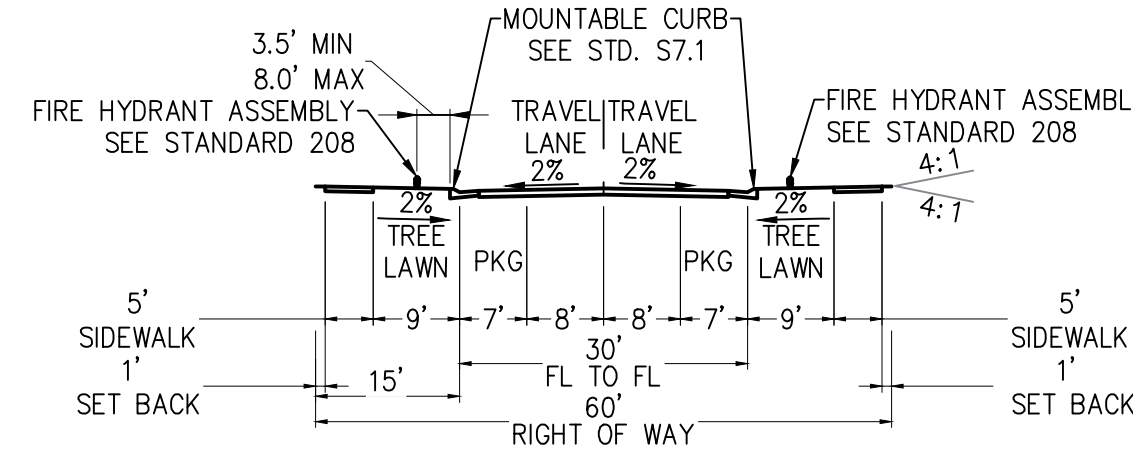 MOUNTABLE CURB
SEE STD. S7.1
3.5' MIN
8.0' MAX
FIRE HYDRANT ASSEMBLY
SEE STANDARD 208
TRAVEL
LANE
TRAVEL
LANE
FIRE HYDRANT ASSEMBL
SEE STANDARD 208
2%
2%
4:1
4:1
2%
TREE
LAWN
PKG
PKG
2%
TREE
LAWN
5'
SIDEWALK
9'
7'
8'
8'
7'
9'
5'
SIDEWALK
30'
FL TO FL
1'
SET BACK
15'
1'
SET BACK
60'
RIGHT OF WAY